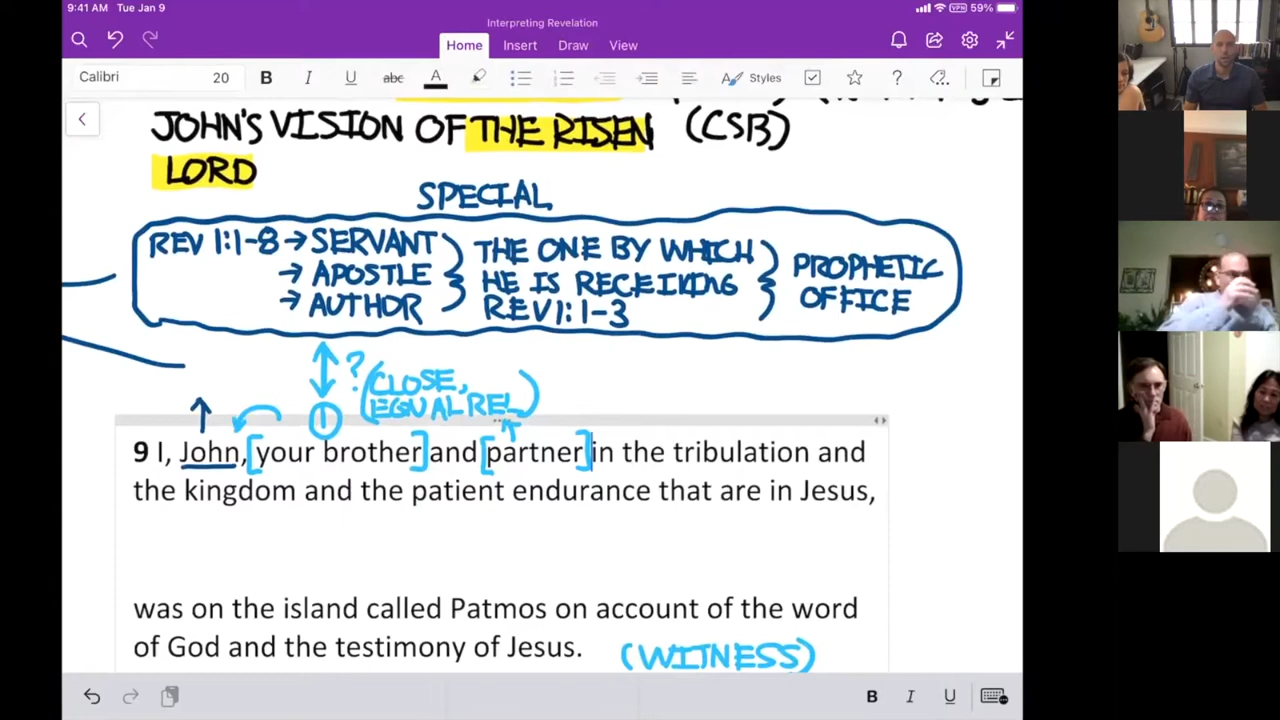 9:41 AM Tue Jan 9
59%
Interpreting Revelation
Home Insert Draw View
Calibri 20 B I U abc A Styles
JOHN'S VISION OF THE RISEN (CSB)
LORD
SPECIAL
REV 1:1-8 → SERVANT
→ APOSTLE
→ AUTHOR
THE ONE BY WHICH
HE IS RECEIVING
REV 1:1-3
PROPHETIC
OFFICE
? (CLOSE,
EQUAL REL)
1
9 I, John, [your brother] and [partner] in the tribulation and
the kingdom and the patient endurance that are in Jesus,
was on the island called Patmos on account of the word
of God and the testimony of Jesus.
(WITNESS)
B I U